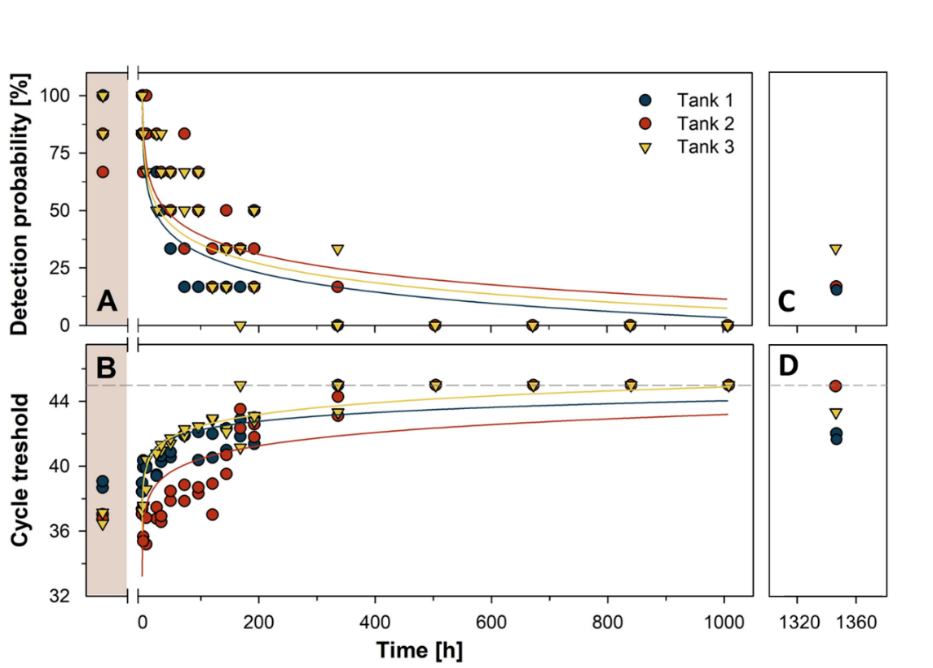 Detection probability [%]
100
75
50
25
0
A
Tank 1
Tank 2
Tank 3
C
Cycle treshold
44
40
36
32
B
D
0 200 400 600 800 1000
1320 1360
Time [h]